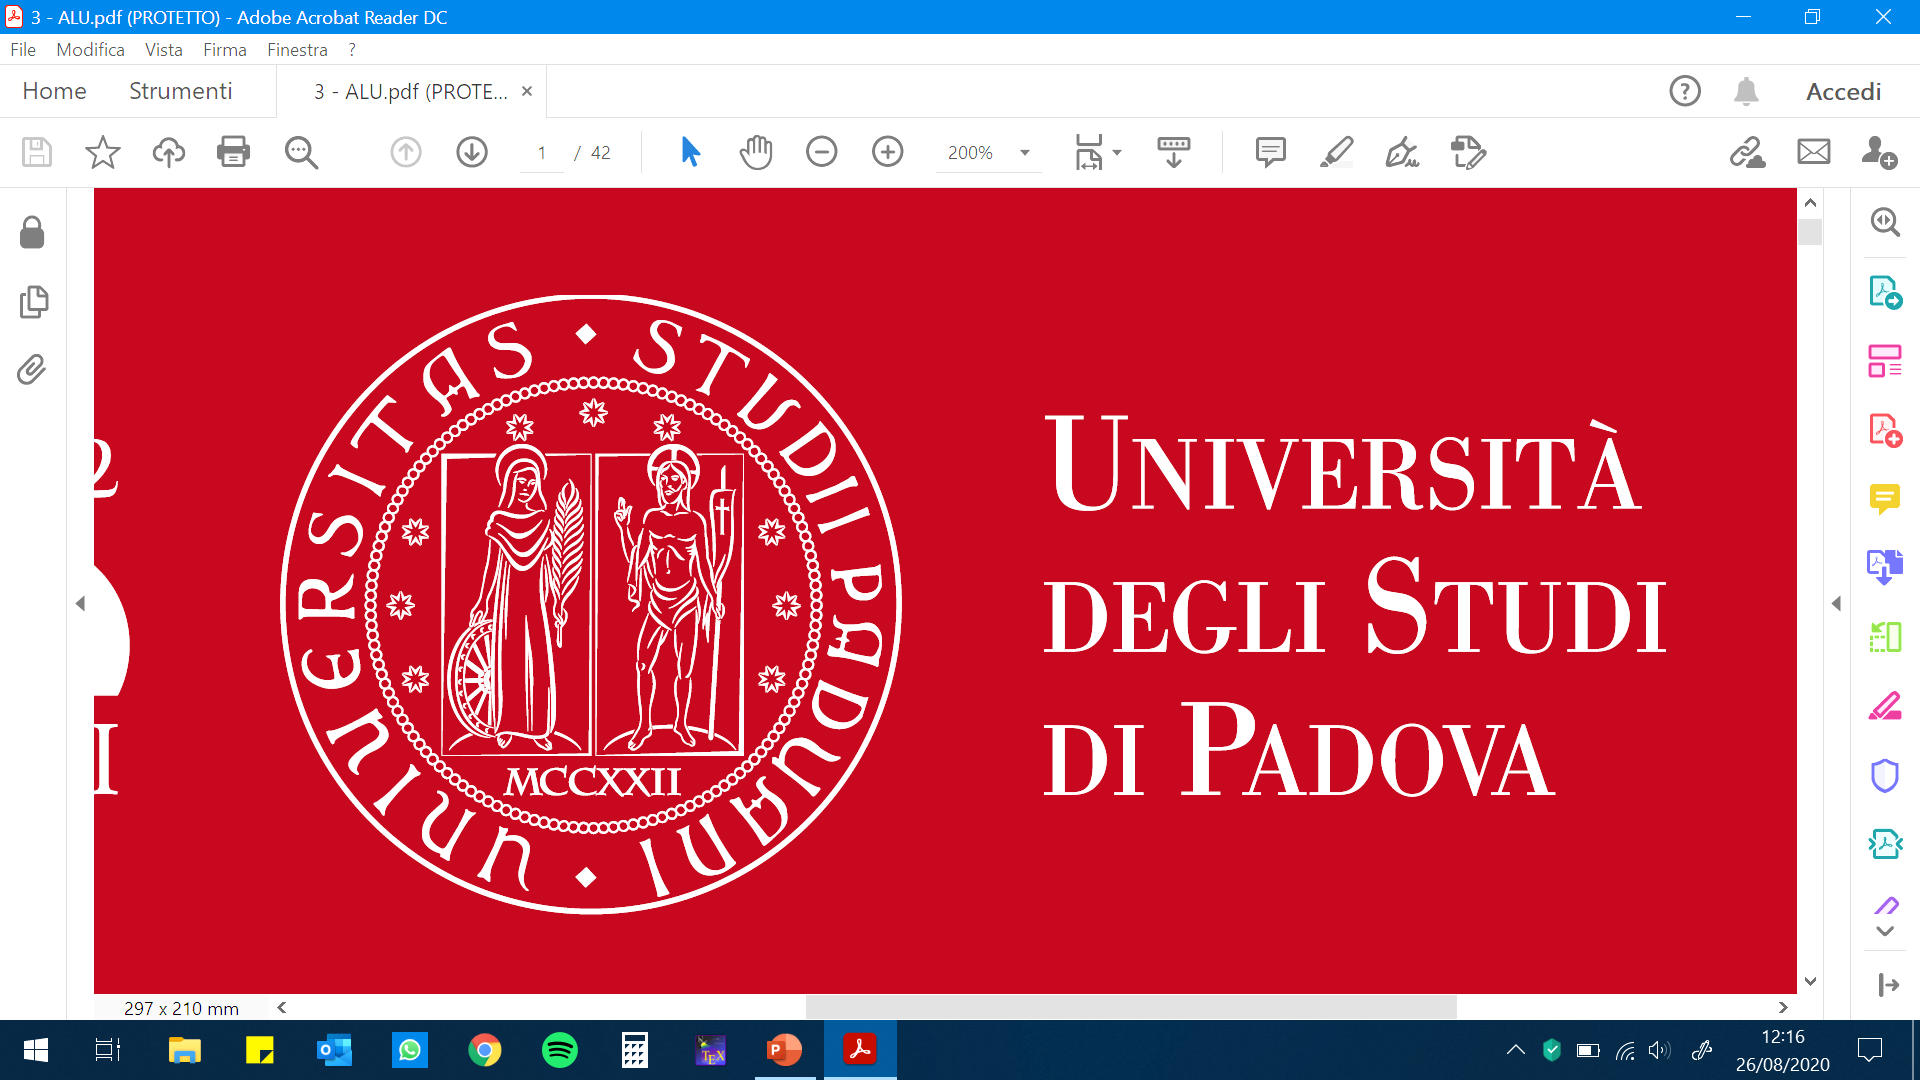 3 - ALU.pdf (PROTETTO) - Adobe Acrobat Reader DC
File Modifica Vista Firma Finestra ?
Home Strumenti 3 - ALU.pdf (PROTE... Accedi
1 / 42 200%
2
I
UNIVERSITAS STUDII PADUANI
MCCXXII
UNIVERSITÀ
DEGLI STUDI
DI PADOVA
297 x 210 mm
12:16
26/08/2020